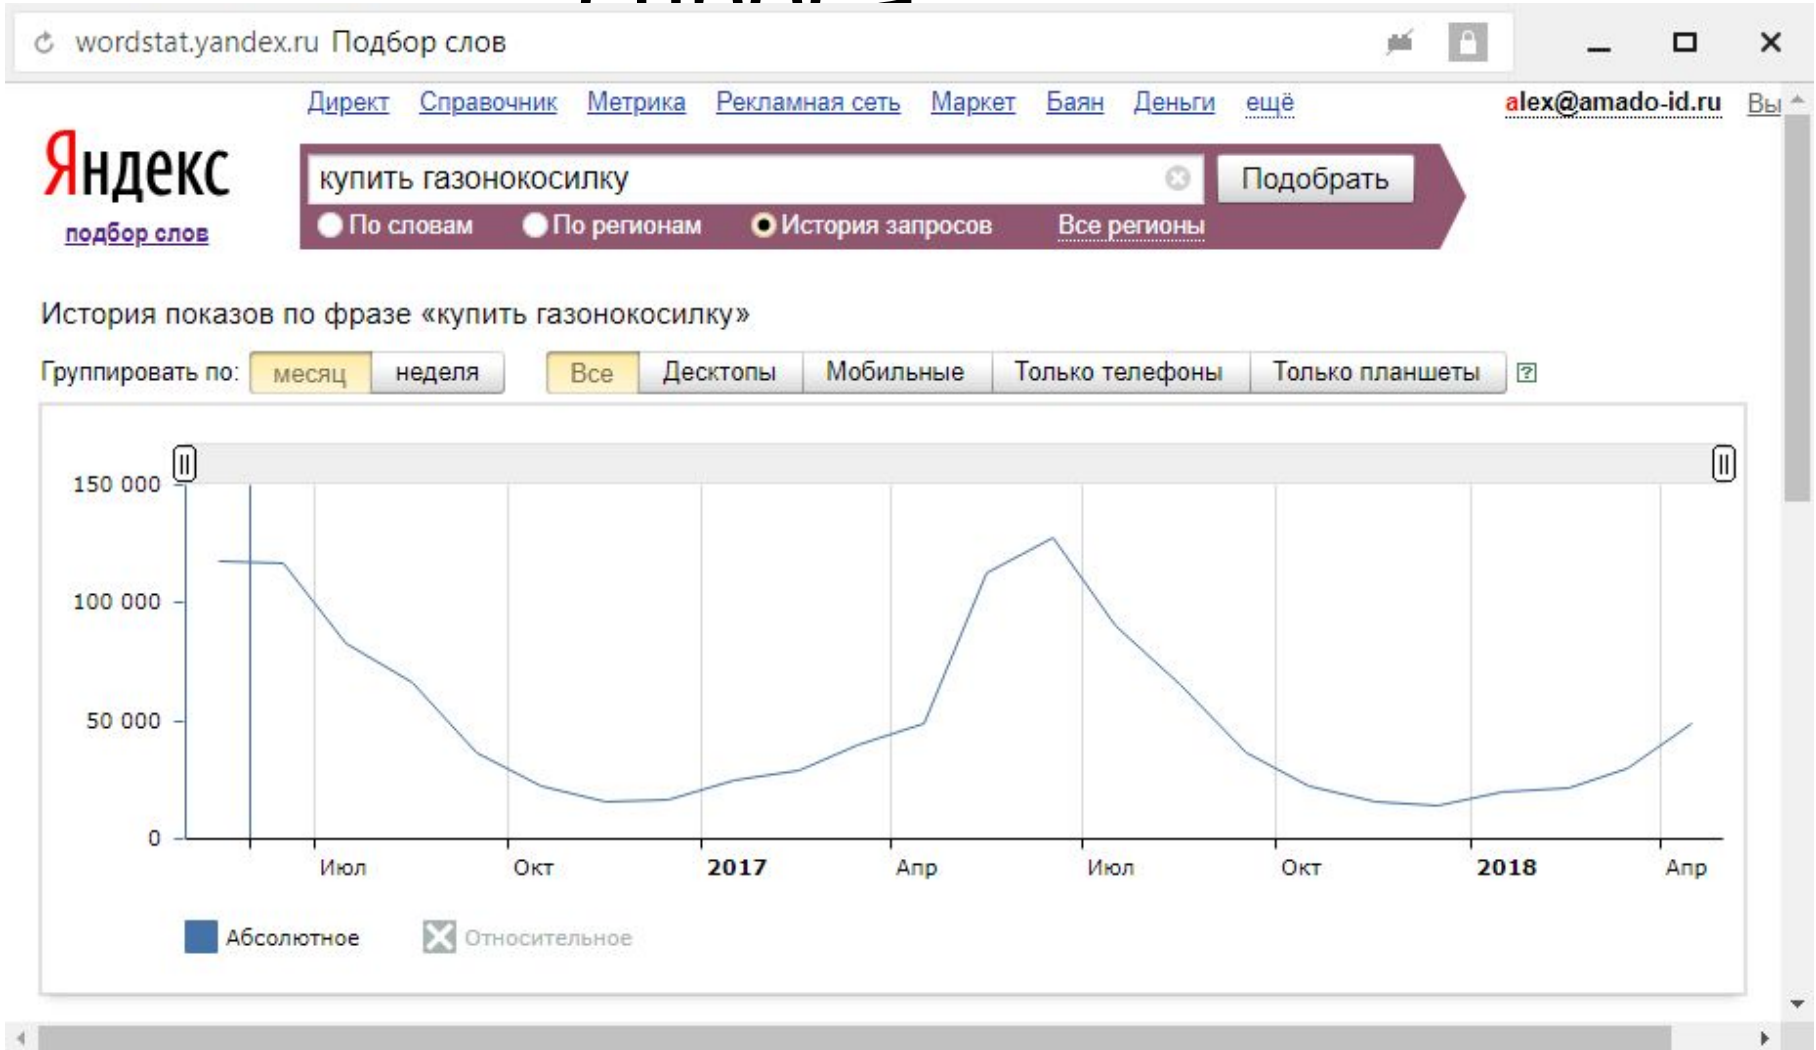 wordstat.yandex.ru Подбор слов
Директ Справочник Метрика Рекламная сеть Маркет Баян Деньги ещё alex@amado-id.ru Вы
Яндекс
подбор слов
купить газонокосилку Подобрать
По словам По регионам История запросов Все регионы
История показов по фразе «купить газонокосилку»
Группировать по: месяц неделя Все Десктопы Мобильные Только телефоны Только планшеты ?
150 000
100 000
50 000
0
Июл Окт 2017 Апр Июл Окт 2018 Апр
Абсолютное Относительное